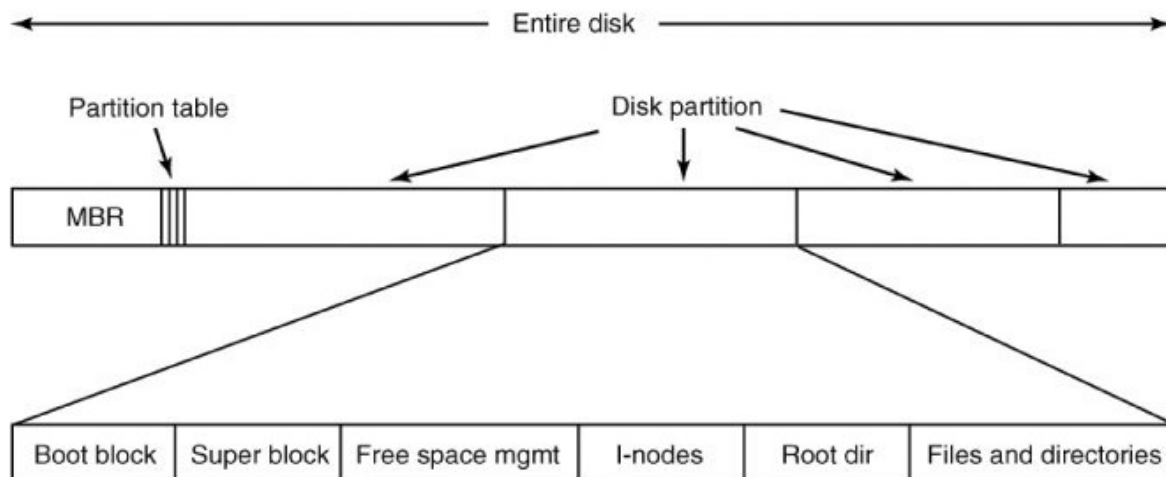 Entire disk
Partition table
Disk partition
MBR
Boot block
Super block
Free space mgmt
I-nodes
Root dir
Files and directories